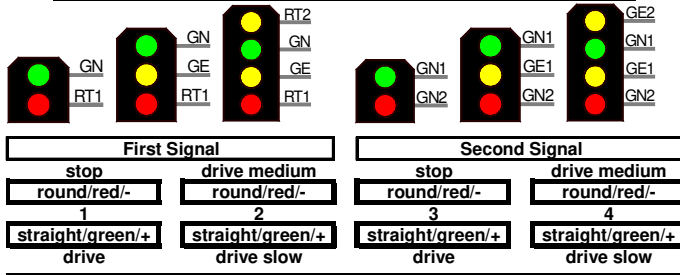 RT2
GE2
GN
GN
GN1
GN1
GN
GE
GE
GN1
GE1
GE1
RT1
RT1
RT1
GN2
GN2
GN2
First Signal
Second Signal
stop
drive medium
stop
drive medium
round/red/-
round/red/-
round/red/-
round/red/-
1
2
3
4
straight/green/+
straight/green/+
straight/green/+
straight/green/+
drive
drive slow
drive
drive slow